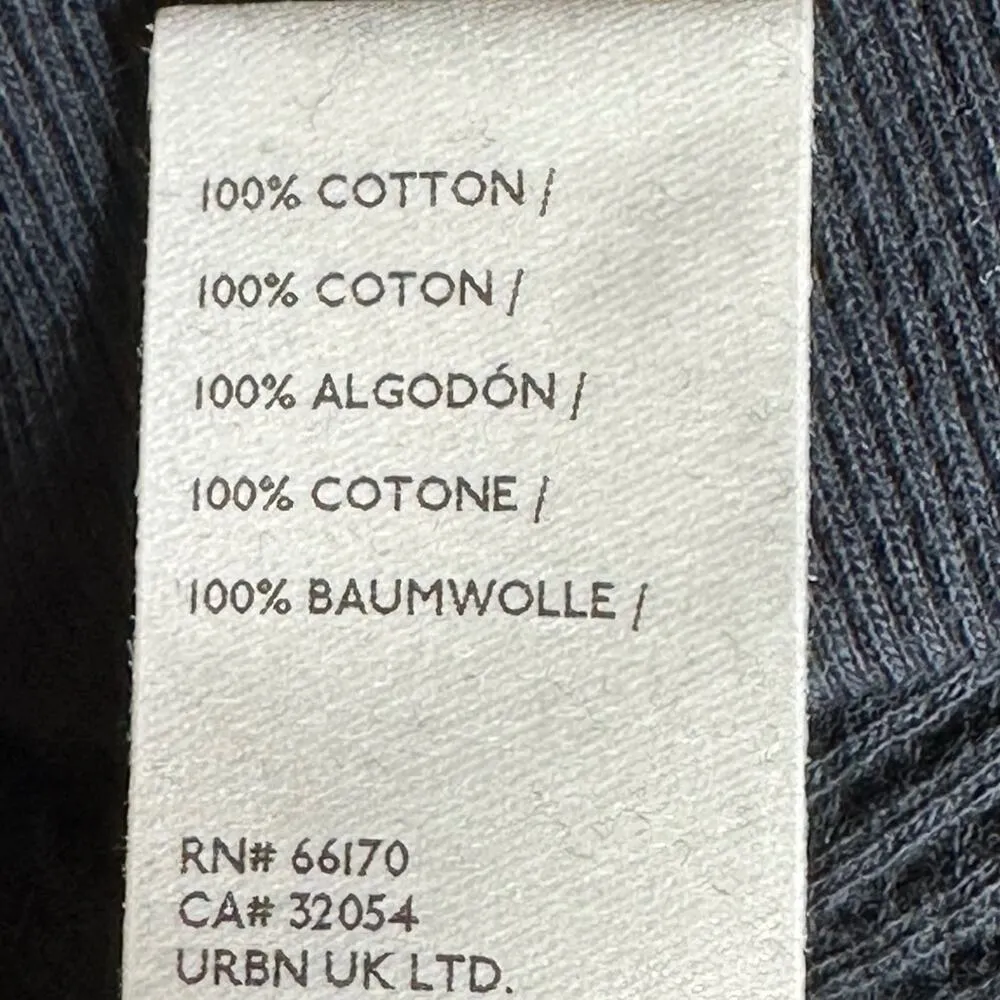 100% COTTON /
100% COTON /
100% ALGODÓN /
100% COTONE /
100% BAUMWOLLE /
RN# 66170
CA# 32054
URBN UK LTD.